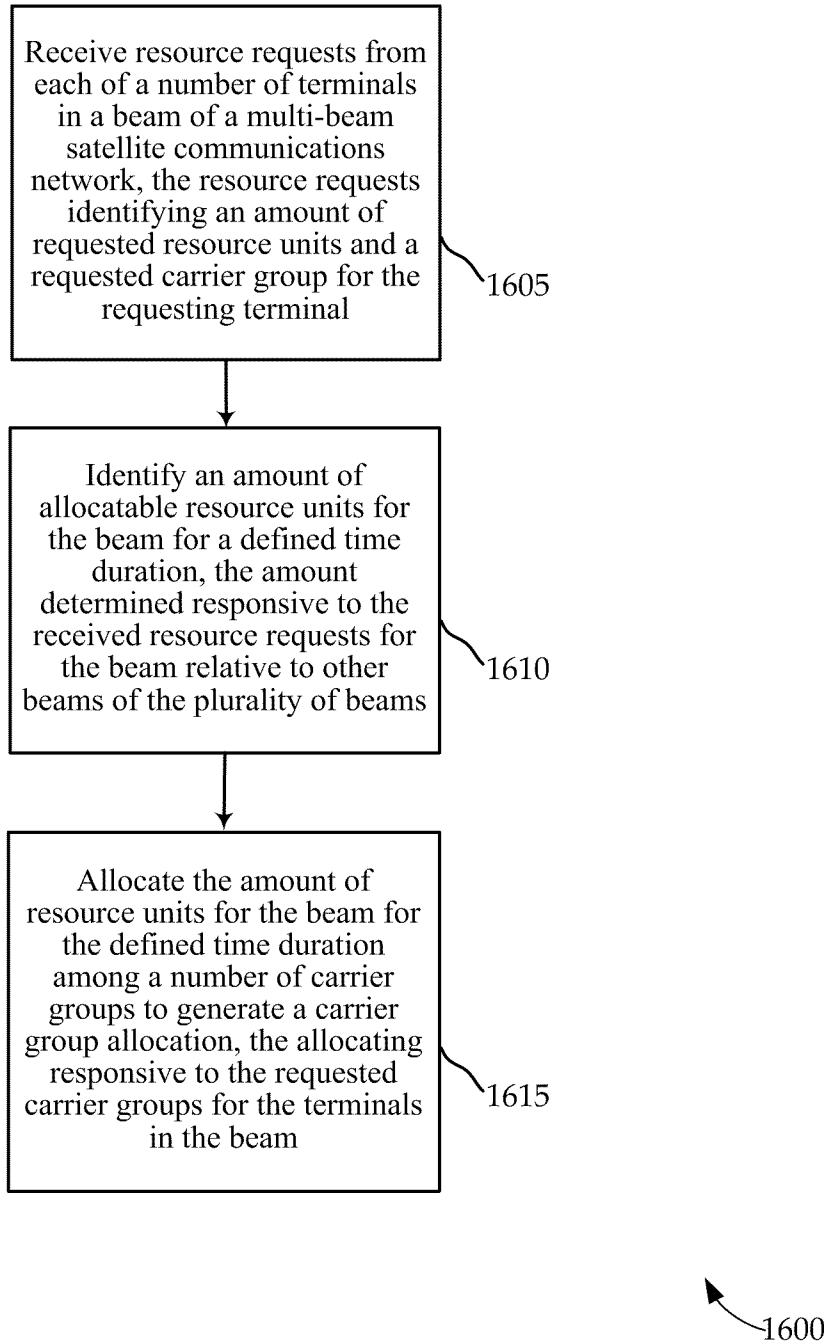 Receive resource requests from
each of a number of terminals
in a beam of a multi-beam
satellite communications
network, the resource requests
identifying an amount of
requested resource units and a
requested carrier group for the
requesting terminal
1605
Identify an amount of
allocatable resource units for
the beam for a defined time
duration, the amount
determined responsive to the
received resource requests for
the beam relative to other
beams of the plurality of beams
1610
Allocate the amount of
resource units for the beam for
the defined time duration
among a number of carrier
groups to generate a carrier
group allocation, the allocating
responsive to the requested
carrier groups for the terminals
in the beam
1615
1600